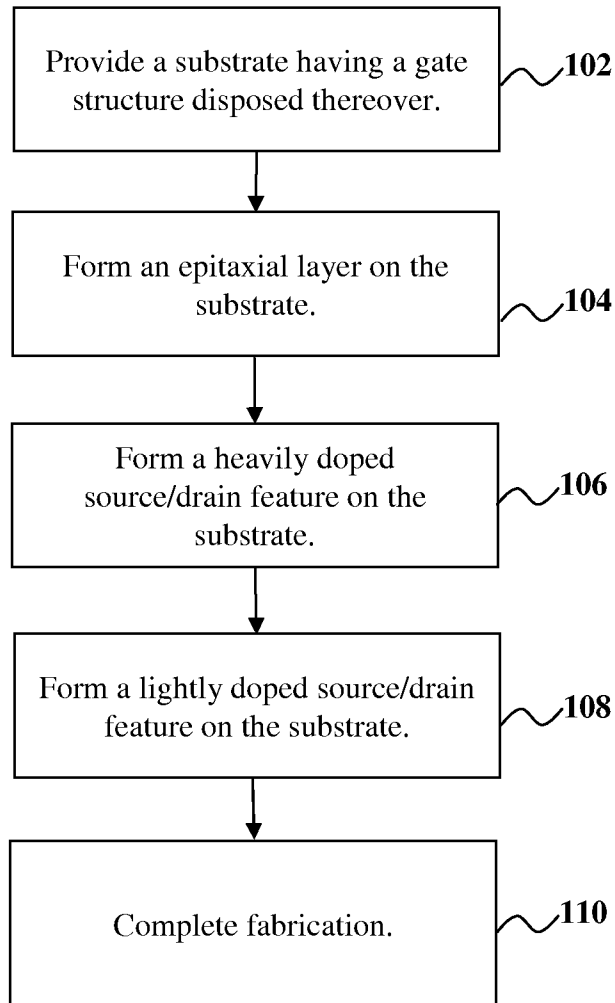 Provide a substrate having a gate
structure disposed thereover.
102
Form an epitaxial layer on the
substrate.
104
Form a heavily doped
source/drain feature on the
substrate.
106
Form a lightly doped source/drain
feature on the substrate.
108
Complete fabrication.
110